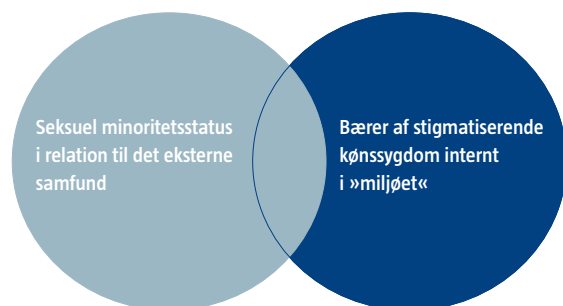 Seksuel minoritetsstatus
i relation til det eksterne
samfund
Bærer af stigmatiserende
kønssygdom internt
i »miljøet«